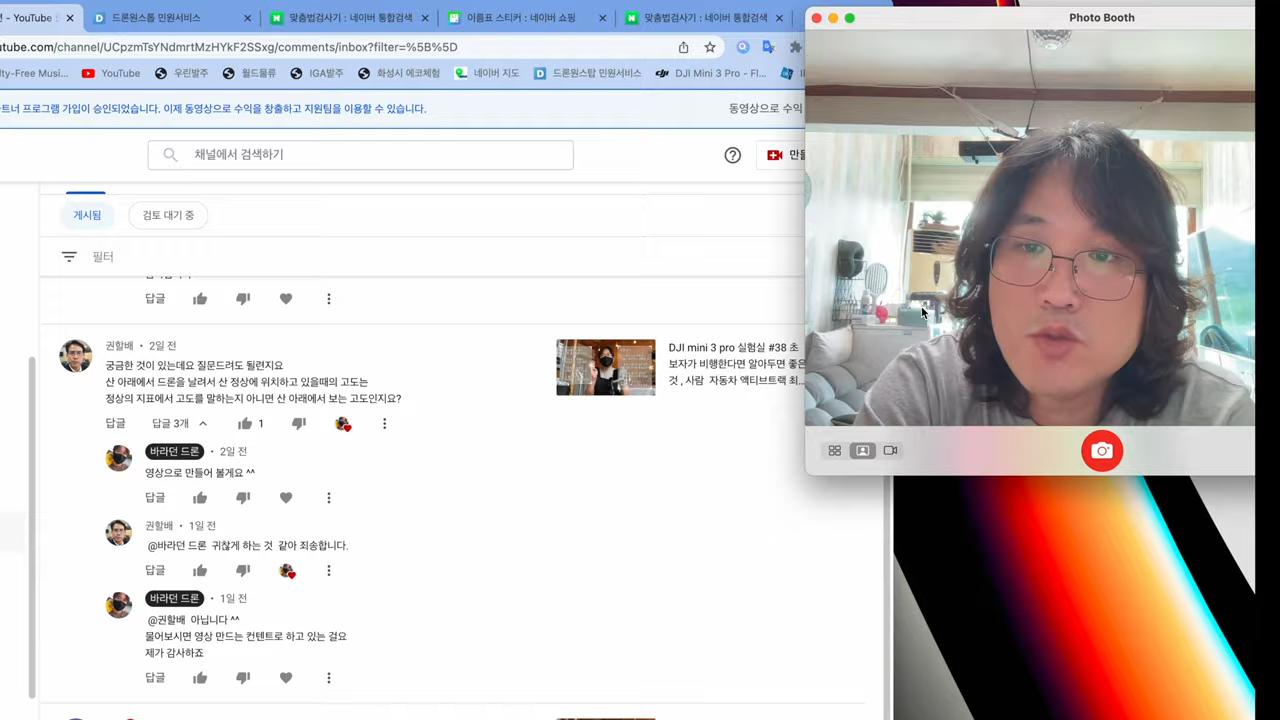 - YouTube
드론원스탑 민원서비
맞춤법검사기 : 네이버 통합검색
이름표 스티커 : 네이버 쇼핑
맞춤법검사기 : 네이버 통합검색
Photo Booth
utube.com/channel/UCpzmTsYNdmrtMzHYkF2SSxg/comments/inbox?filter=%5B%5D
lty-Free Musi...
YouTube
우린발주
월드물류
IGA발주
화성시 에코체험
네이버 지도
드론원스탑 민원서비스
DJI Mini 3 Pro - Fl...
트너 프로그램 가입이 승인되었습니다. 이제 동영상으로 수익을 창출하고 지원팀을 이용할 수 있습니다.
동영상으로 수익
채널에서 검색하기
만들
게시됨
검토 대기 중
필터
답글
권할배 • 2일 전
궁금한 것이 있는데요 질문드려도 될련지요
산 아래에서 드론을 날려서 산 정상에 위치하고 있을때의 고도는
정상의 지표에서 고도를 말하는지 아니면 산 아래에서 보는 고도인지요?
DJI mini 3 pro 실험실 #38 초
보자가 비행한다면 알아두면 좋은
것 , 사람 자동차 액티브트랙 최...
답글
답글 3개
1
바라던 드론 • 2일 전
영상으로 만들어 볼게요 ^^
답글
권할배 • 1일 전
@바라던 드론 귀찮게 하는 것 같아 죄송합니다.
답글
바라던 드론 • 1일 전
@권할배 아닙니다 ^^
물어보시면 영상 만드는 컨텐트로 하고 있는 걸요
제가 감사하죠
답글